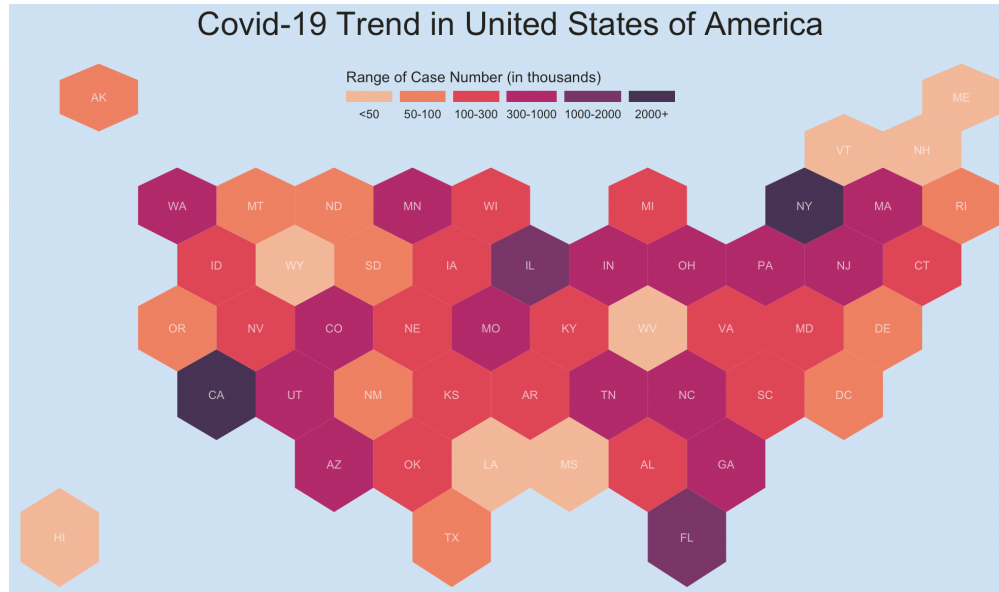 Covid-19 Trend in United States of America
Range of Case Number (in thousands)
<50 50-100 100-300 300-1000 1000-2000 2000+
AK ME
VT NH
WA MT ND MN WI MI NY MA RI
ID WY SD IA IL IN OH PA NJ CT
OR NV CO NE MO KY WV VA MD DE
CA UT NM KS AR TN NC SC DC
AZ OK LA MS AL GA
HI TX FL